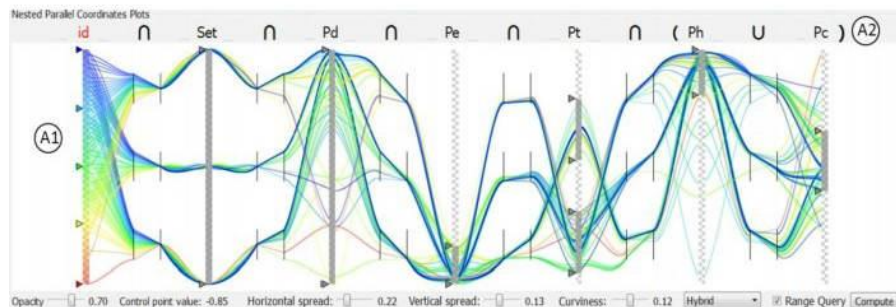 Nested Parallel Coordinates Plots
id ∩ Set ∩ Pd ∩ Pe ∩ Pt ∩ ( Ph ∪ Pc )
A2
A1
Opacity 0.70 Control point value: -0.85 Horizontal spread: 0.22 Vertical spread: 0.13 Curviness: 0.12 Hybrid Range Query Compute